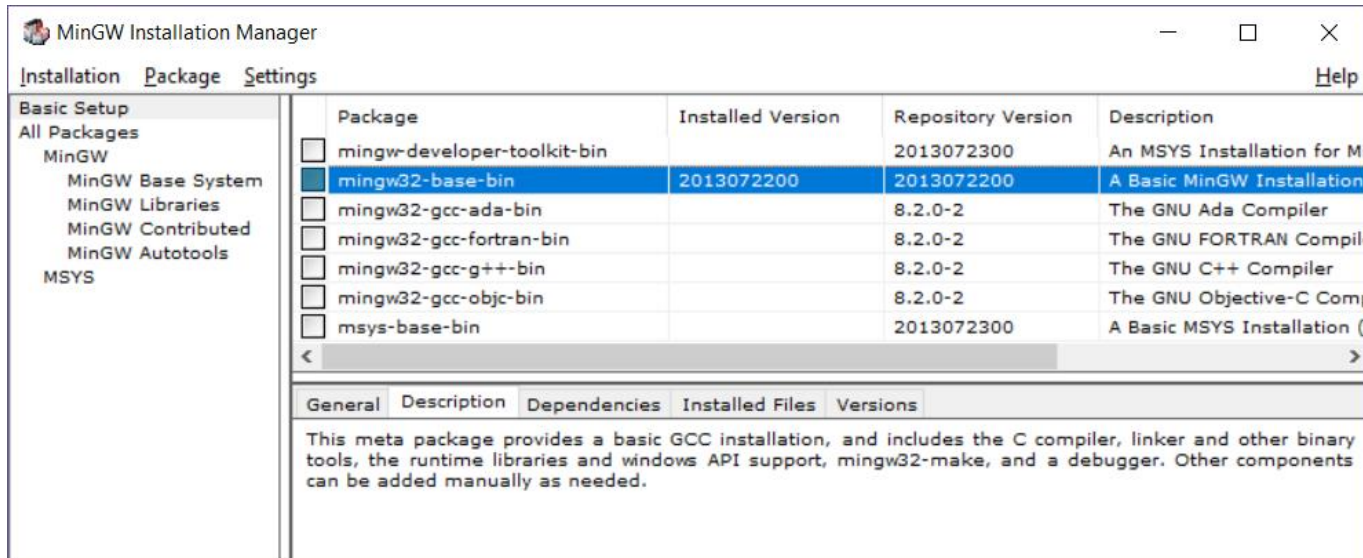 MinGW Installation Manager
Installation Package Settings Help
Basic Setup
All Packages
MinGW
MinGW Base System
MinGW Libraries
MinGW Contributed
MinGW Autotools
MSYS
Package Installed Version Repository Version Description
mingw-developer-toolkit-bin 2013072300 An MSYS Installation for M
mingw32-base-bin 2013072200 2013072200 A Basic MinGW Installation
mingw32-gcc-ada-bin 8.2.0-2 The GNU Ada Compiler
mingw32-gcc-fortran-bin 8.2.0-2 The GNU FORTRAN Compil
mingw32-gcc-g++-bin 8.2.0-2 The GNU C++ Compiler
mingw32-gcc-objc-bin 8.2.0-2 The GNU Objective-C Com
msys-base-bin 2013072300 A Basic MSYS Installation (
General Description Dependencies Installed Files Versions
This meta package provides a basic GCC installation, and includes the C compiler, linker and other binary
tools, the runtime libraries and windows API support, mingw32-make, and a debugger. Other components
can be added manually as needed.